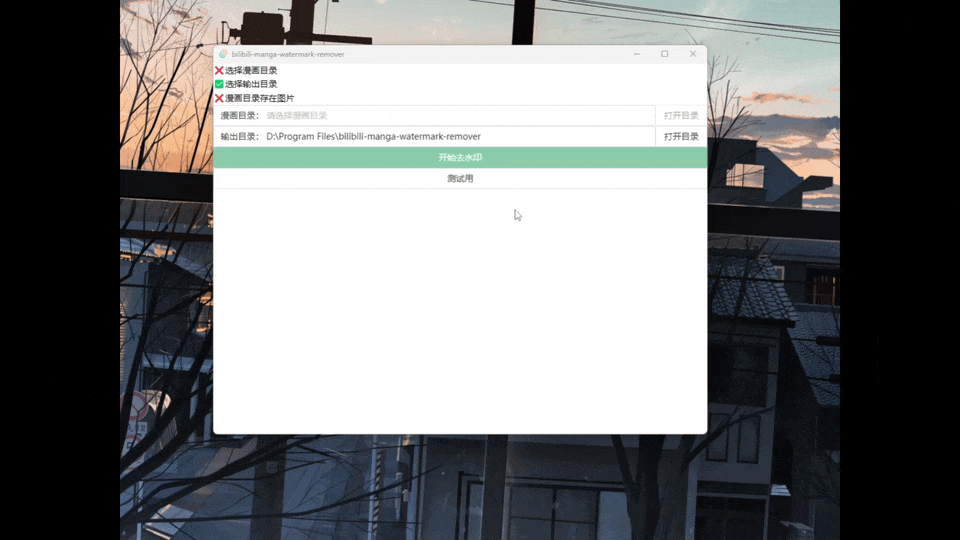 bilibili-manga-watermark-remover
❌ 选择漫画目录
✅ 选择输出目录
❌ 漫画目录存在图片
漫画目录： 请选择漫画目录 打开目录
输出目录： D:\Program Files\bilibili-manga-watermark-remover 打开目录
开始去水印
测试用